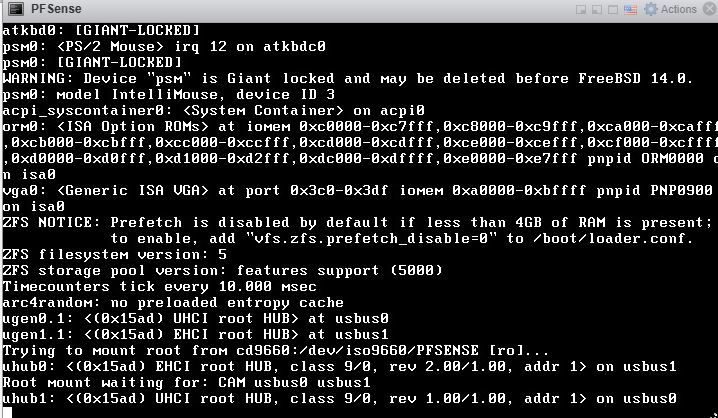 PFSense
Actions
atkbd0: [GIANT-LOCKED]
psm0: <PS/2 Mouse> irq 12 on atkbdc0
psm0: [GIANT-LOCKED]
WARNING: Device "psm" is Giant locked and may be deleted before FreeBSD 14.0.
psm0: model IntelliMouse, device ID 3
acpi_syscontainer0: <System Container> on acpi0
orm0: <ISA Option ROMs> at iomem 0xc0000-0xc7fff,0xc8000-0xc9fff,0xca000-0xcafff
,0xcb000-0xcbfff,0xcc000-0xccfff,0xcd000-0xcdfff,0xce000-0xcefff,0xcf000-0xcffff
,0xd0000-0xd0fff,0xd1000-0xd2fff,0xdc000-0xdffff,0xe0000-0xe7fff pnpid ORM0000 o
n isa0
vga0: <Generic ISA VGA> at port 0x3c0-0x3df iomem 0xa0000-0xbffff pnpid PNP0900
on isa0
ZFS NOTICE: Prefetch is disabled by default if less than 4GB of RAM is present;
to enable, add "vfs.zfs.prefetch_disable=0" to /boot/loader.conf.
ZFS filesystem version: 5
ZFS storage pool version: features support (5000)
Timecounters tick every 10.000 msec
arc4random: no preloaded entropy cache
ugen0.1: <(0x15ad) UHCI root HUB> at usbus0
ugen1.1: <(0x15ad) EHCI root HUB> at usbus1
Trying to mount root from cd9660:/dev/iso9660/PFSENSE [ro]...
uhub0: <(0x15ad) EHCI root HUB, class 9/0, rev 2.00/1.00, addr 1> on usbus1
Root mount waiting for: CAM usbus0 usbus1
uhub1: <(0x15ad) UHCI root HUB, class 9/0, rev 1.00/1.00, addr 1> on usbus0